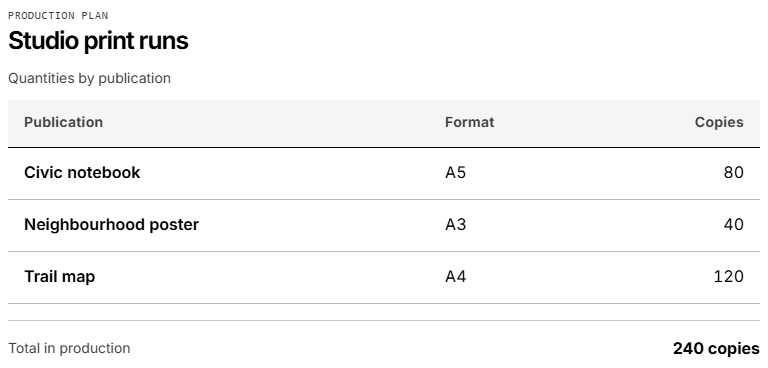 PRODUCTION PLAN
Studio print runs
Quantities by publication
Publication Format Copies
Civic notebook A5 80
Neighbourhood poster A3 40
Trail map A4 120
Total in production 240 copies